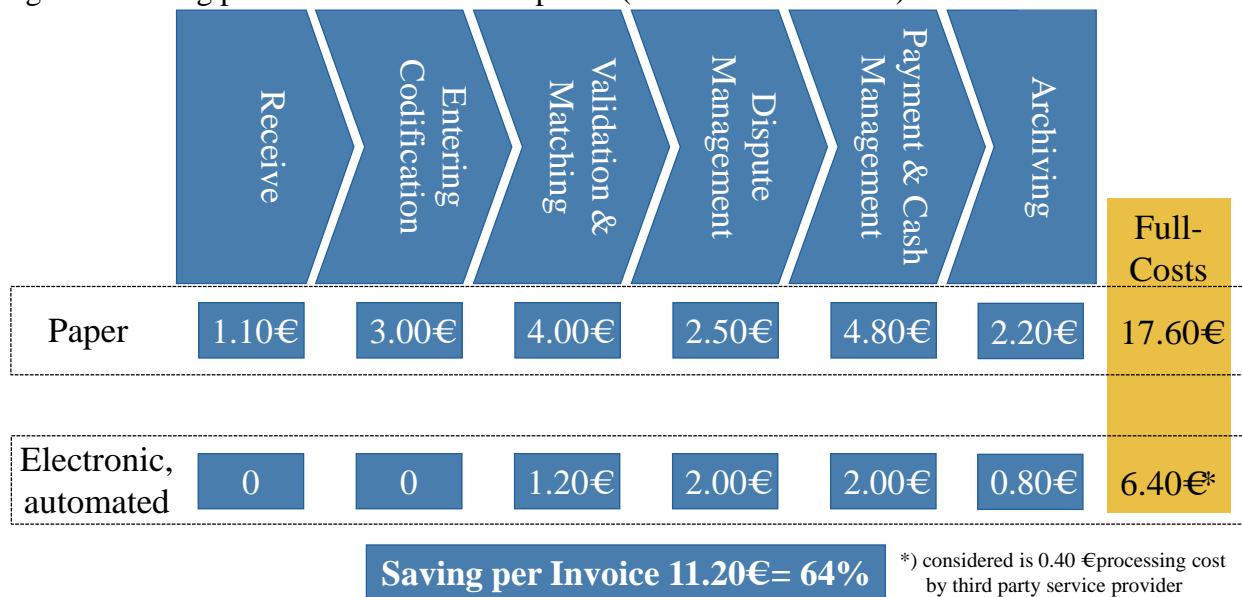 Receive
Entering
Codification
Validation &
Matching
Dispute
Management
Payment & Cash
Management
Archiving
Full-
Costs
Paper
1.10€
3.00€
4.00€
2.50€
4.80€
2.20€
17.60€
Electronic,
automated
0
0
1.20€
2.00€
2.00€
0.80€
6.40€*
Saving per Invoice 11.20€= 64%
*) considered is 0.40 €processing cost
by third party service provider